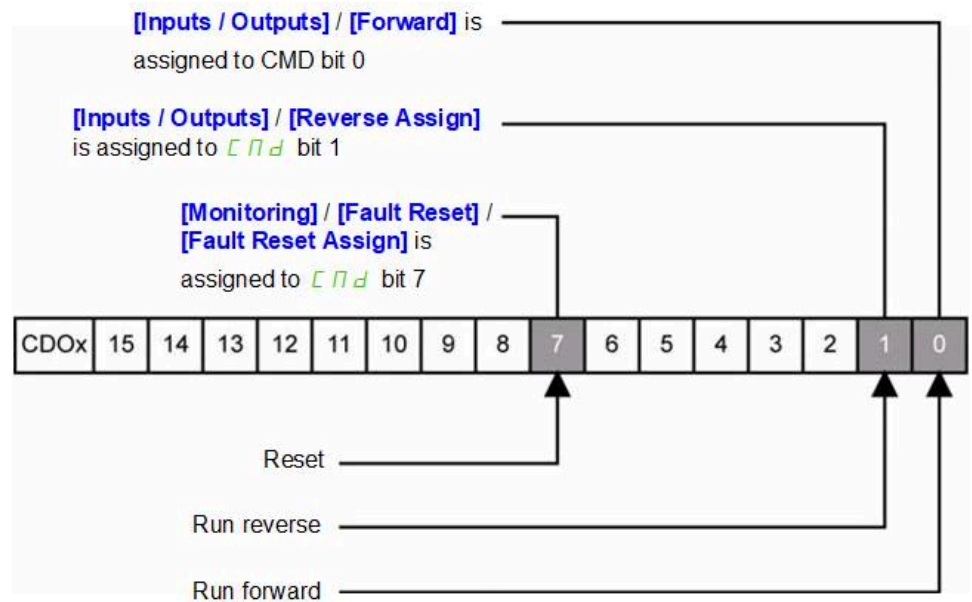 [Inputs / Outputs] / [Forward] is
assigned to CMD bit 0
[Inputs / Outputs] / [Reverse Assign]
is assigned to CMd bit 1
[Monitoring] / [Fault Reset] /
[Fault Reset Assign] is
assigned to CMd bit 7
CDOx 15 14 13 12 11 10 9 8 7 6 5 4 3 2 1 0
Reset
Run reverse
Run forward